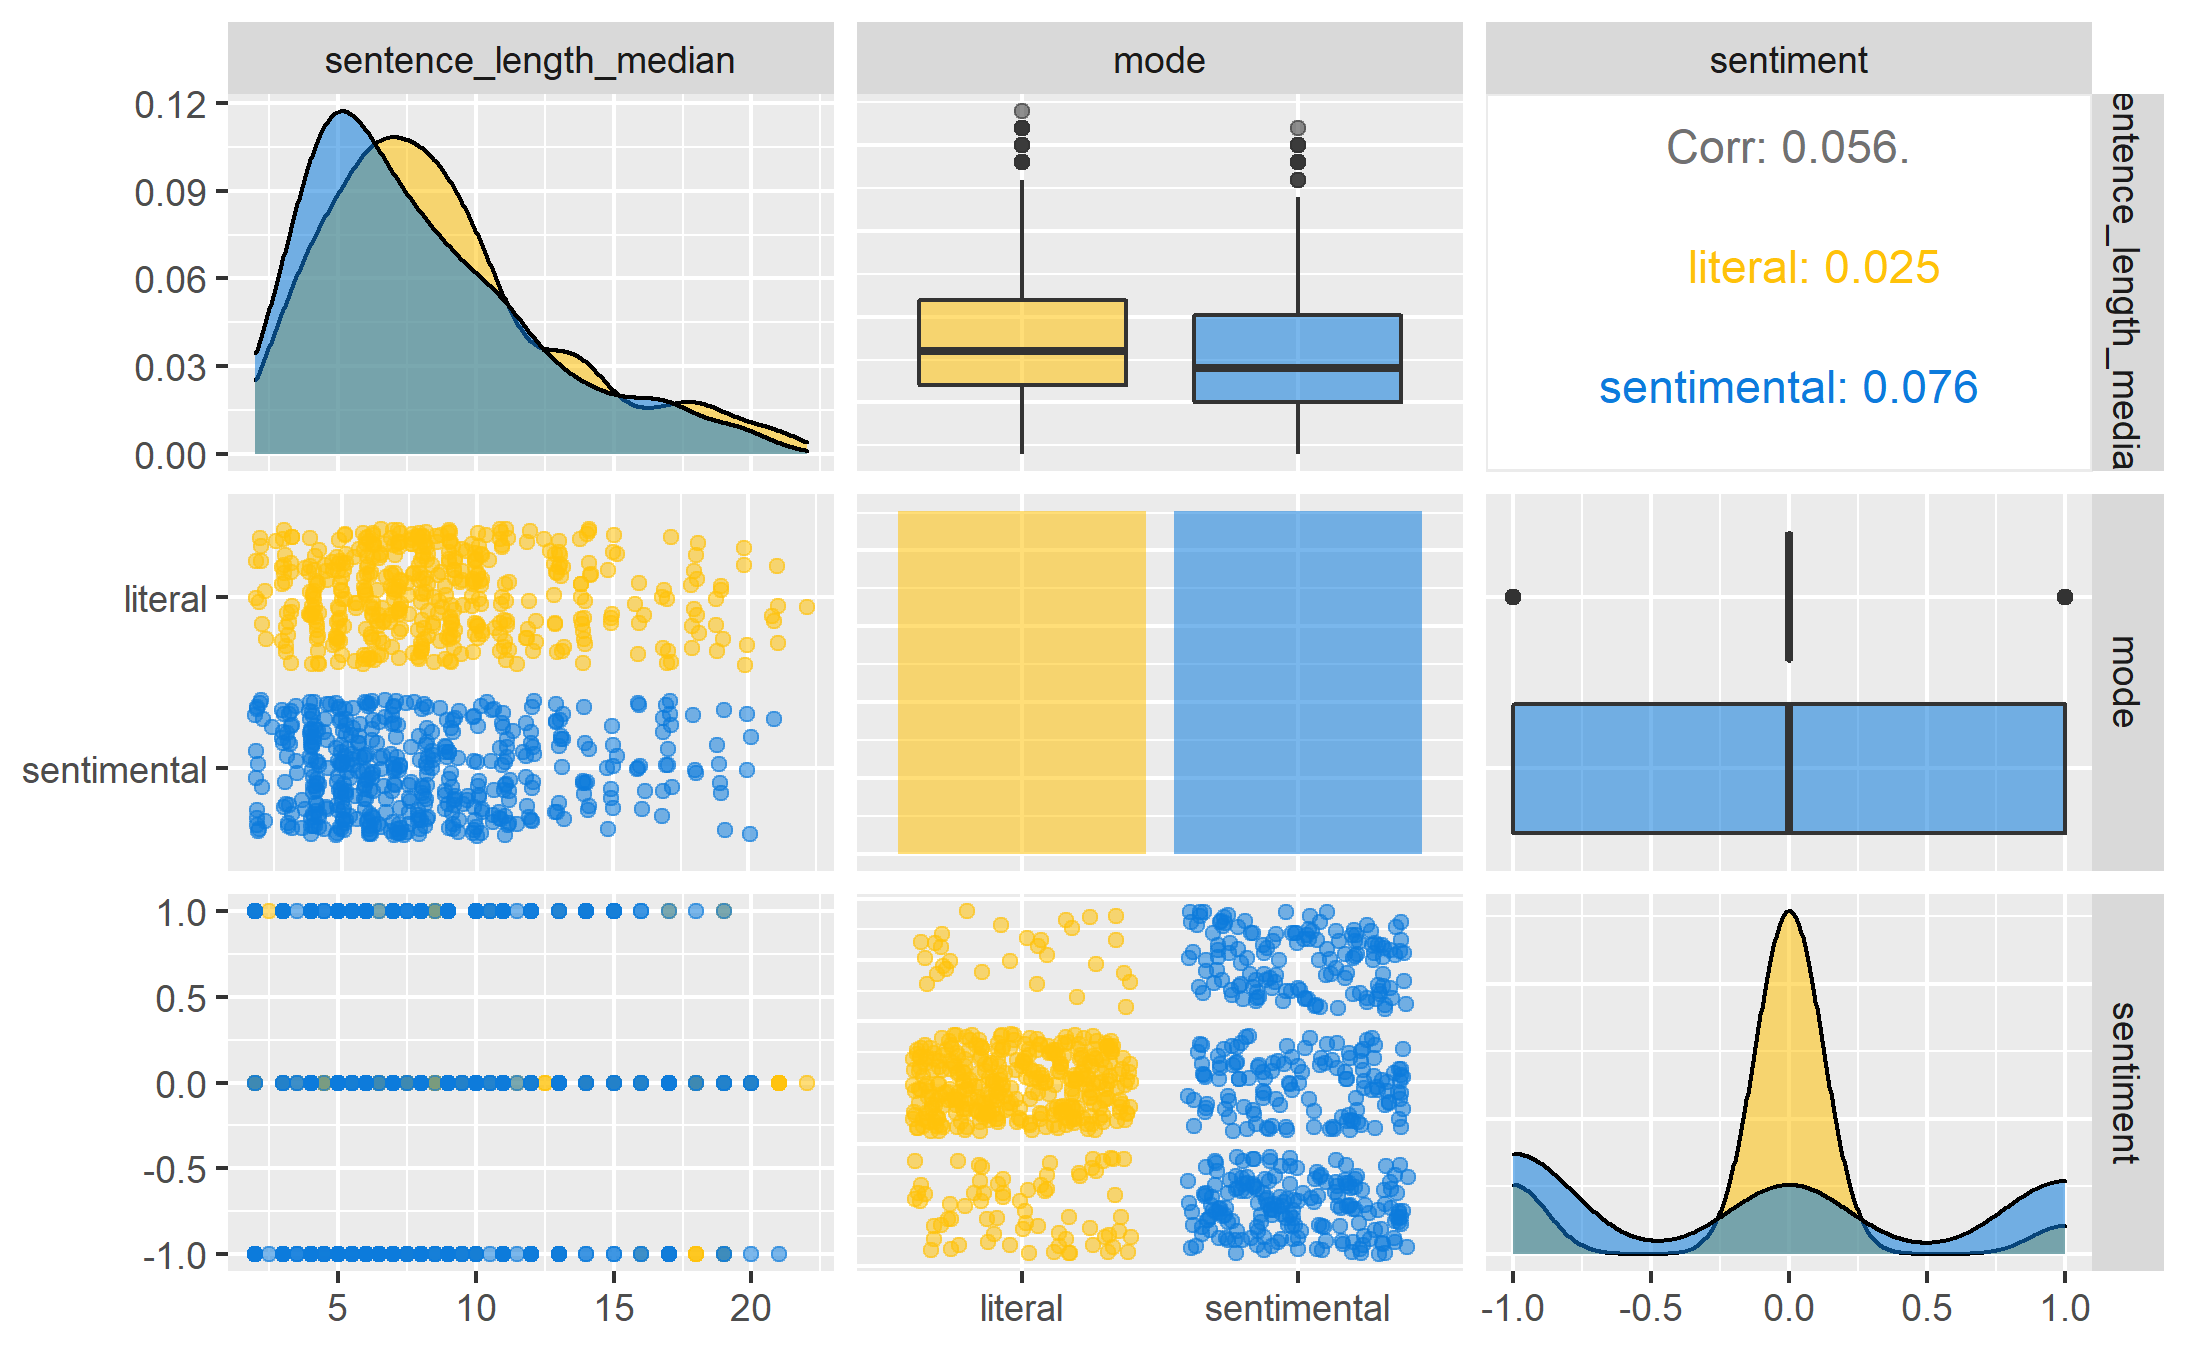 sentence_length_median
mode
sentiment
0.12
0.09
0.06
0.03
0.00
Corr: 0.056.
literal: 0.025
sentimental: 0.076
entence_length_media
literal
sentimental
mode
1.0
0.5
0.0
-0.5
-1.0
sentiment
5 10 15 20
literal sentimental
-1.0 -0.5 0.0 0.5 1.0